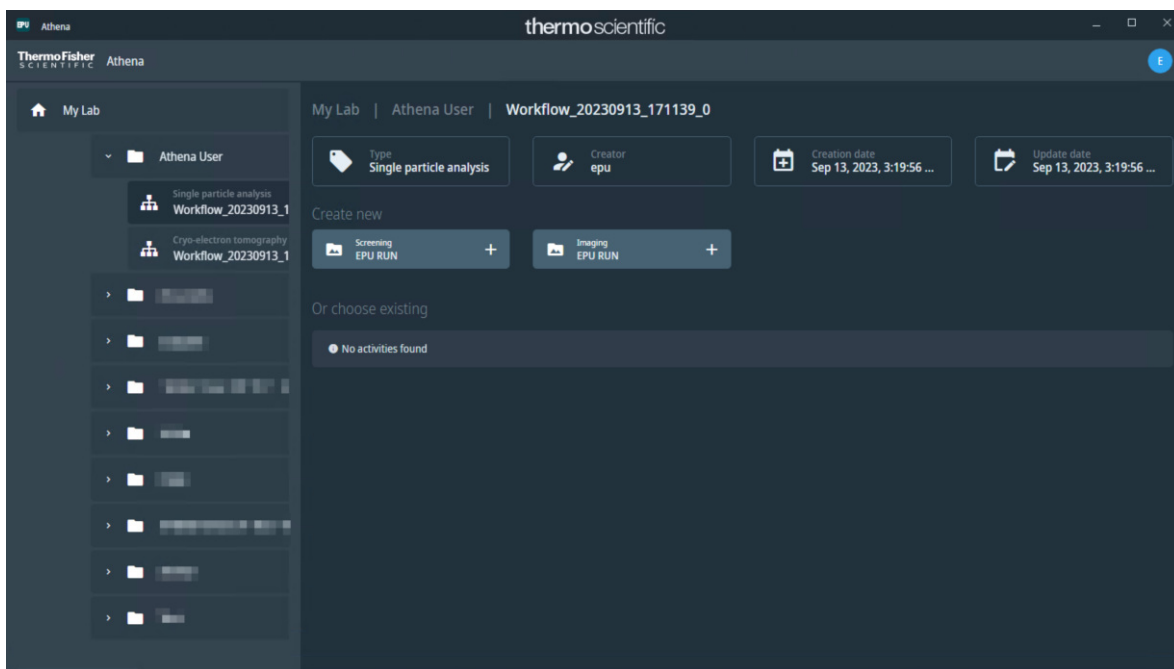 EPU Athena
thermoscientific
ThermoFisher
SCIENTIFIC
Athena
E
My Lab
Athena User
Single particle analysis
Workflow_20230913_1
Cryo-electron tomography
Workflow_20230913_1
My Lab | Athena User | Workflow_20230913_171139_0
Type
Single particle analysis
Creator
epu
Creation date
Sep 13, 2023, 3:19:56 ...
Update date
Sep 13, 2023, 3:19:56 ...
Create new
Screening
EPU RUN
Imaging
EPU RUN
Or choose existing
No activities found